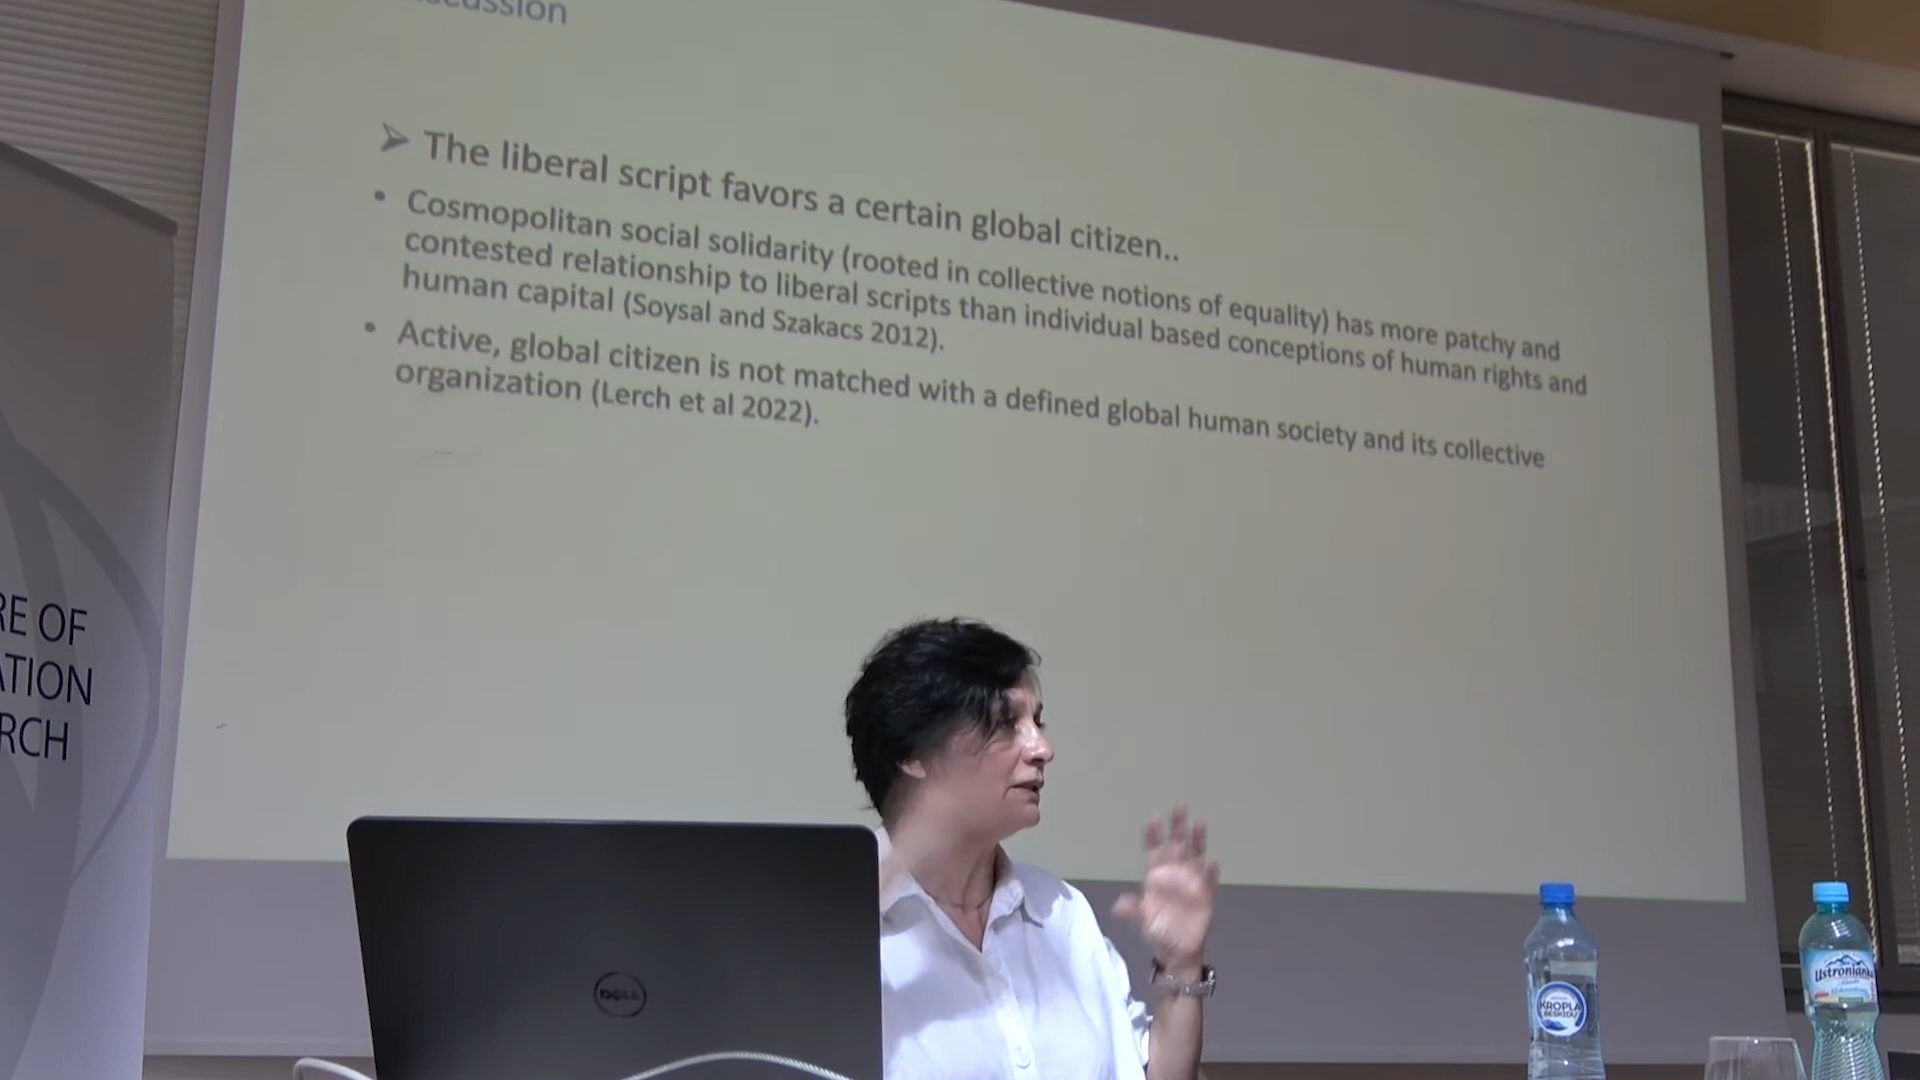 The liberal script favors a certain global citizen..
Cosmopolitan social solidarity (rooted in collective notions of equality) has more patchy and
contested relationship to liberal scripts than individual based conceptions of human rights and
human capital (Soysal and Szakacs 2012).
Active, global citizen is not matched with a defined global human society and its collective
organization (Lerch et al 2022).
RE OF
ATION
RCH
DELL
KROPLA
BESKIDU
Ustronianka